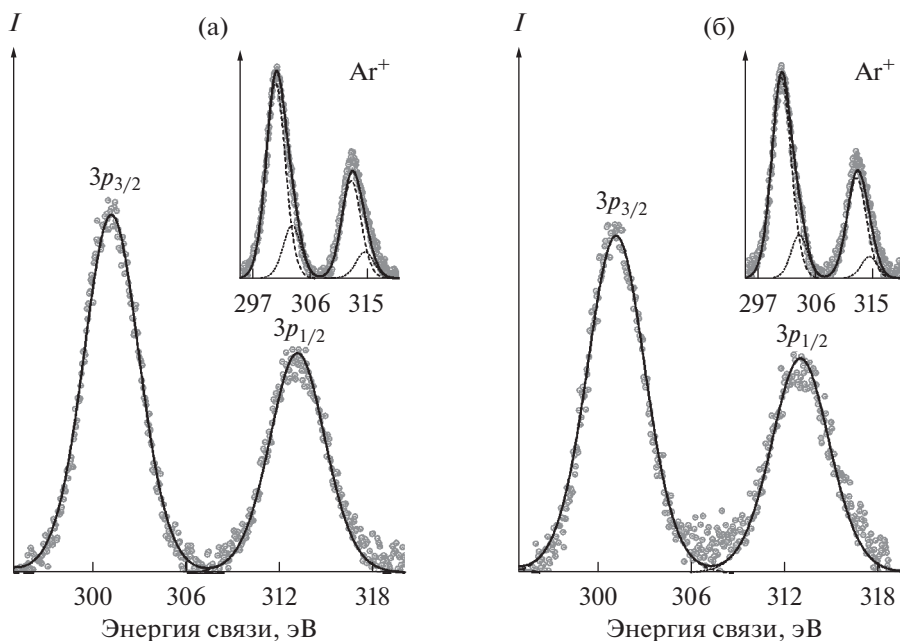 I
(а)
Ar⁺
3p₃/₂
297 306 315
3p₁/₂
300 306 312 318
Энергия связи, эВ
I
(б)
Ar⁺
3p₃/₂
297 306 315
3p₁/₂
300 306 312 318
Энергия связи, эВ